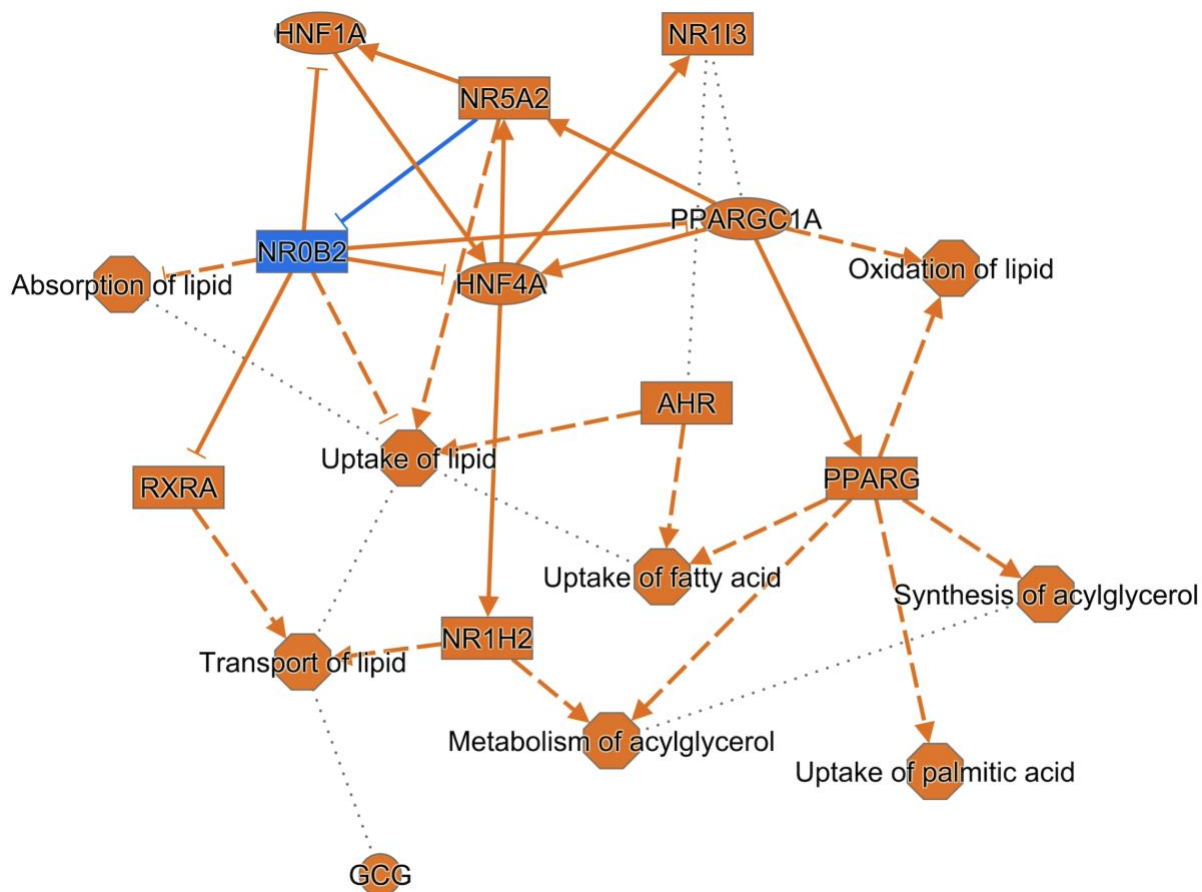 HNF1A
NR1I3
NR5A2
PPARGC1A
NR0B2
Oxidation of lipid
Absorption of lipid
HNF4A
AHR
Uptake of lipid
PPARG
RXRA
Uptake of fatty acid
Synthesis of acylglycerol
NR1H2
Transport of lipid
Metabolism of acylglycerol
Uptake of palmitic acid
GCG